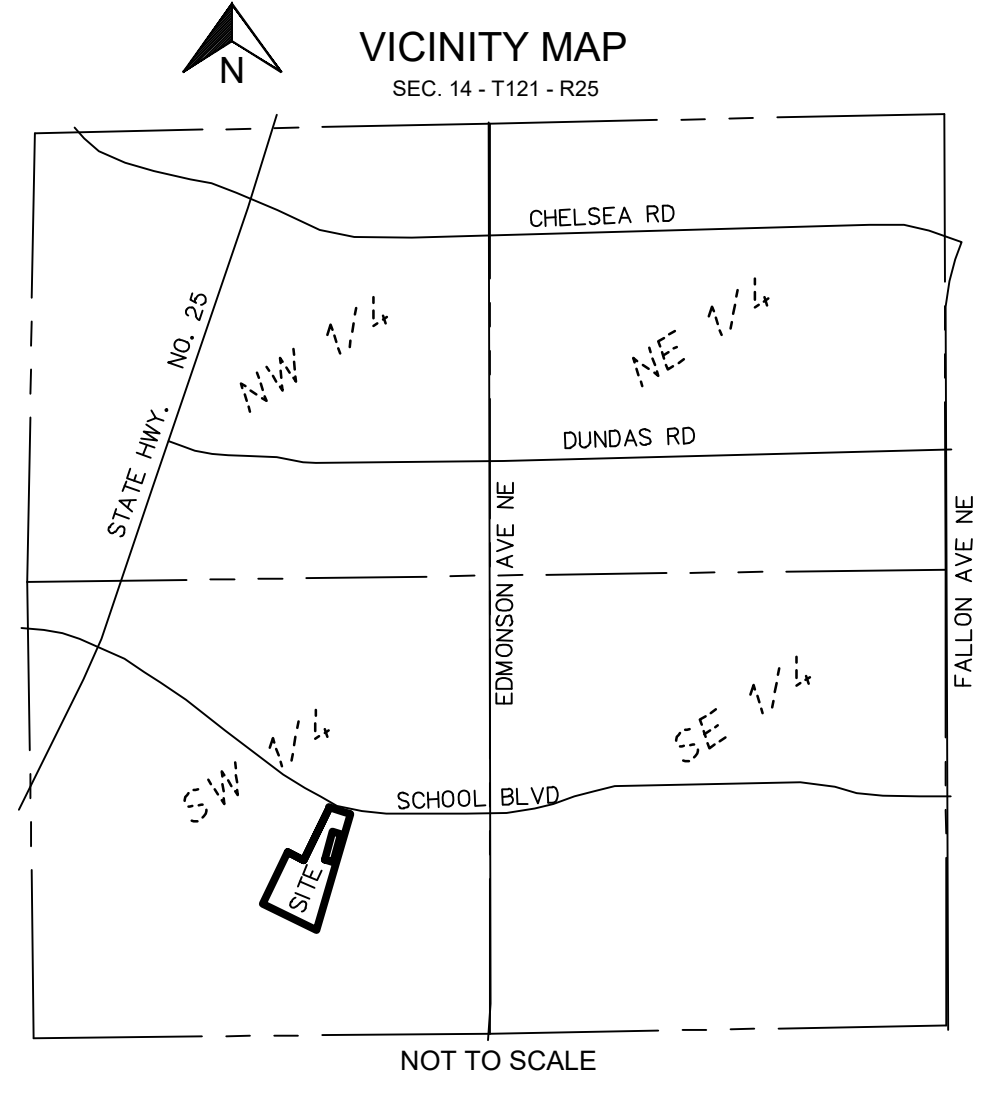 N
VICINITY MAP
SEC. 14 - T121 - R25
CHELSEA RD
STATE HWY. NO. 25
NW 1/4
NE 1/4
DUNDAS RD
EDMONSON AVE NE
FALLON AVE NE
SW 1/4
SE 1/4
SCHOOL BLVD
SITE
NOT TO SCALE